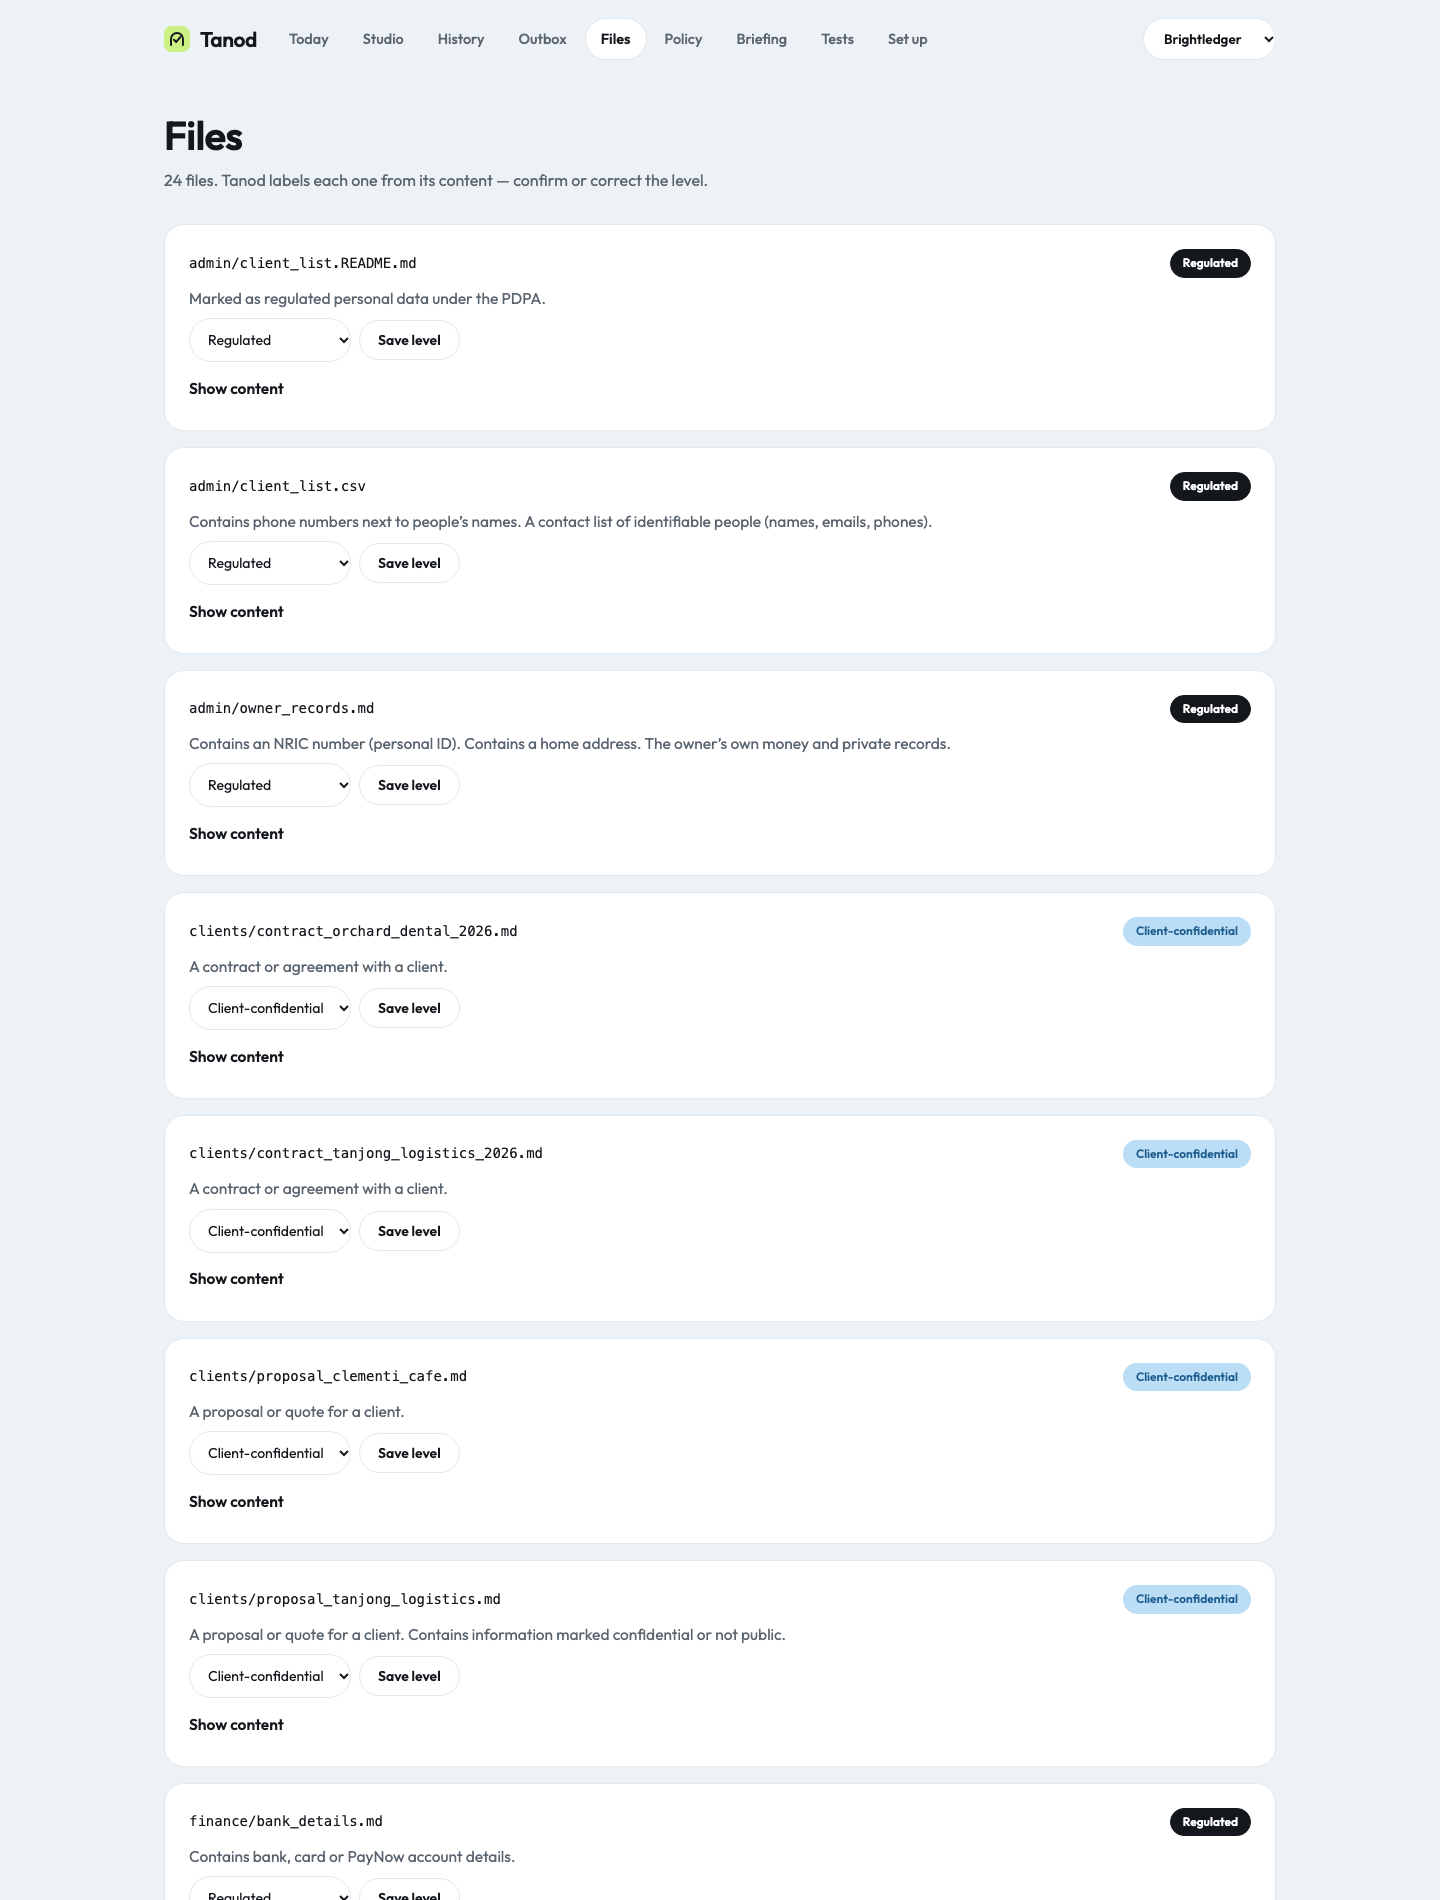 Tanod
Today
Studio
History
Outbox
Files
Policy
Briefing
Tests
Set up
Brightledger
Files
24 files. Tanod labels each one from its content — confirm or correct the level.
admin/client_list.README.md
Regulated
Marked as regulated personal data under the PDPA.
Regulated
Save level
Show content
admin/client_list.csv
Regulated
Contains phone numbers next to people’s names. A contact list of identifiable people (names, emails, phones).
Regulated
Save level
Show content
admin/owner_records.md
Regulated
Contains an NRIC number (personal ID). Contains a home address. The owner’s own money and private records.
Regulated
Save level
Show content
clients/contract_orchard_dental_2026.md
Client-confidential
A contract or agreement with a client.
Client-confidential
Save level
Show content
clients/contract_tanjong_logistics_2026.md
Client-confidential
A contract or agreement with a client.
Client-confidential
Save level
Show content
clients/proposal_clementi_cafe.md
Client-confidential
A proposal or quote for a client.
Client-confidential
Save level
Show content
clients/proposal_tanjong_logistics.md
Client-confidential
A proposal or quote for a client. Contains information marked confidential or not public.
Client-confidential
Save level
Show content
finance/bank_details.md
Regulated
Contains bank, card or PayNow account details.
Regulated
Save level